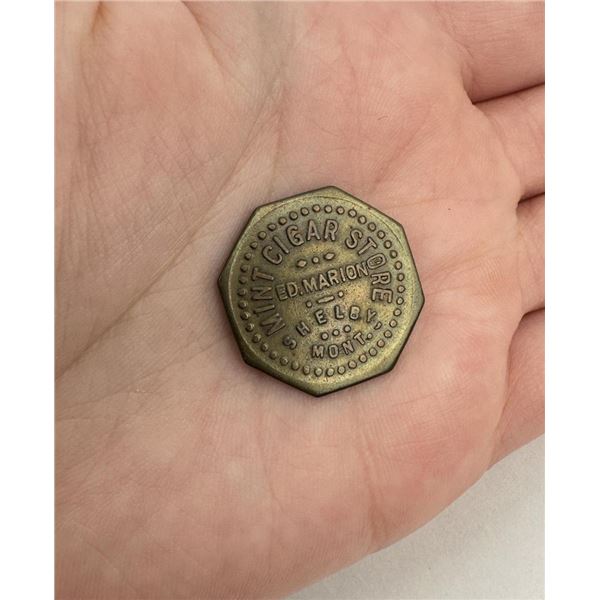 MINT CIGAR STORE
ED. MARION
SHELBY,
MONT.